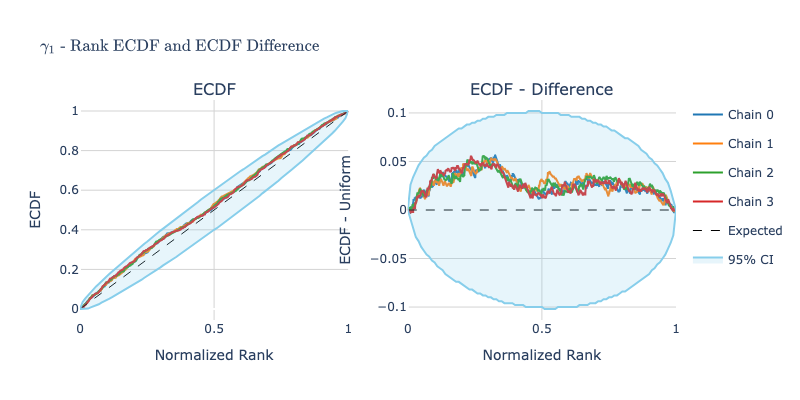 γ₁ - Rank ECDF and ECDF Difference
ECDF
ECDF
1
0.8
0.6
0.4
0.2
0
0
0.5
1
Normalized Rank
ECDF - Difference
ECDF - Uniform
0.1
0.05
0
−0.05
−0.1
0
0.5
1
Normalized Rank
Chain 0
Chain 1
Chain 2
Chain 3
Expected
95% CI